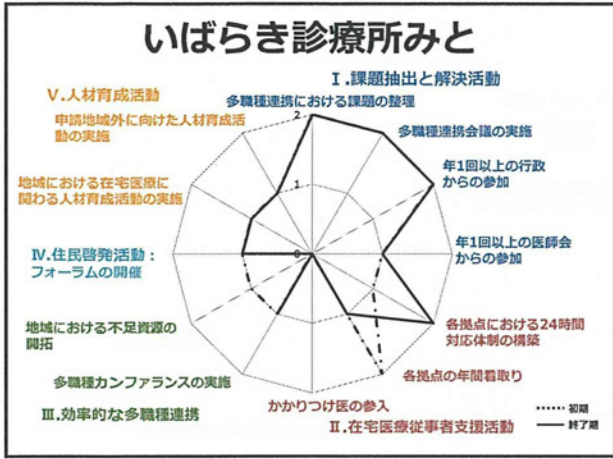 いばらき診療所みと
Ⅰ.課題抽出と解決活動
多職種連携における課題の整理
多職種連携会議の実施
年1回以上の行政
からの参加
年1回以上の医師会
からの参加
各拠点における24時間
対応体制の構築
各拠点の年間看取り
かかりつけ医の参入
Ⅱ.在宅医療従事者支援活動
Ⅲ.効率的な多職種連携
多職種カンファランスの実施
地域における不足資源の
開拓
Ⅳ.住民啓発活動：
フォーラムの開催
地域における在宅医療に
関わる人材育成活動の実施
申請地域外に向けた人材育成活
動の実施
Ⅴ.人材育成活動
2
1
0
初期
終了期